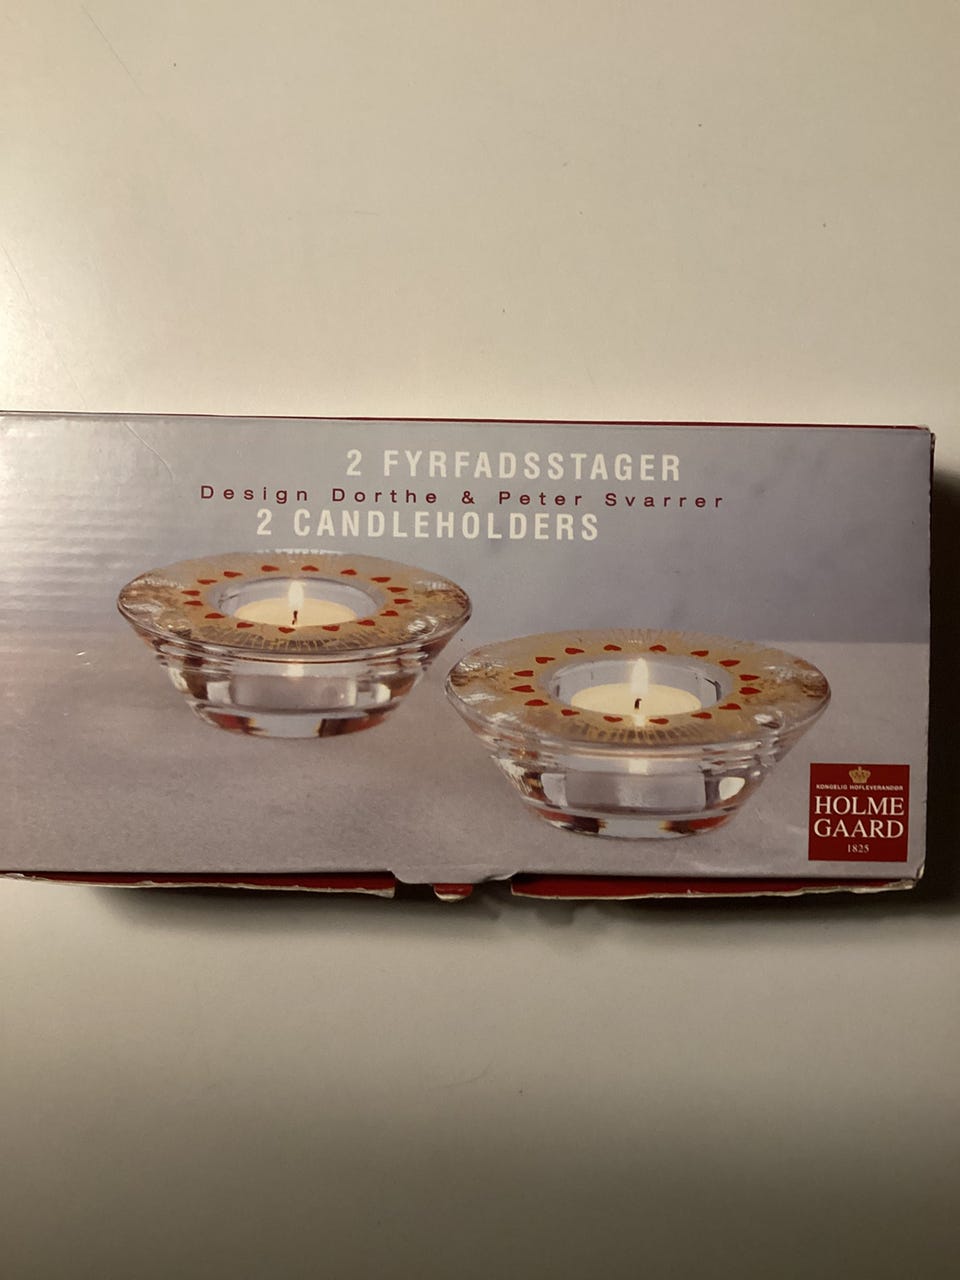 2 FYRFADSSTAGER
Design Dorthe & Peter Svarrer
2 CANDLEHOLDERS
KONGELIG HOFLEVERANDØR
HOLME
GAARD
1825